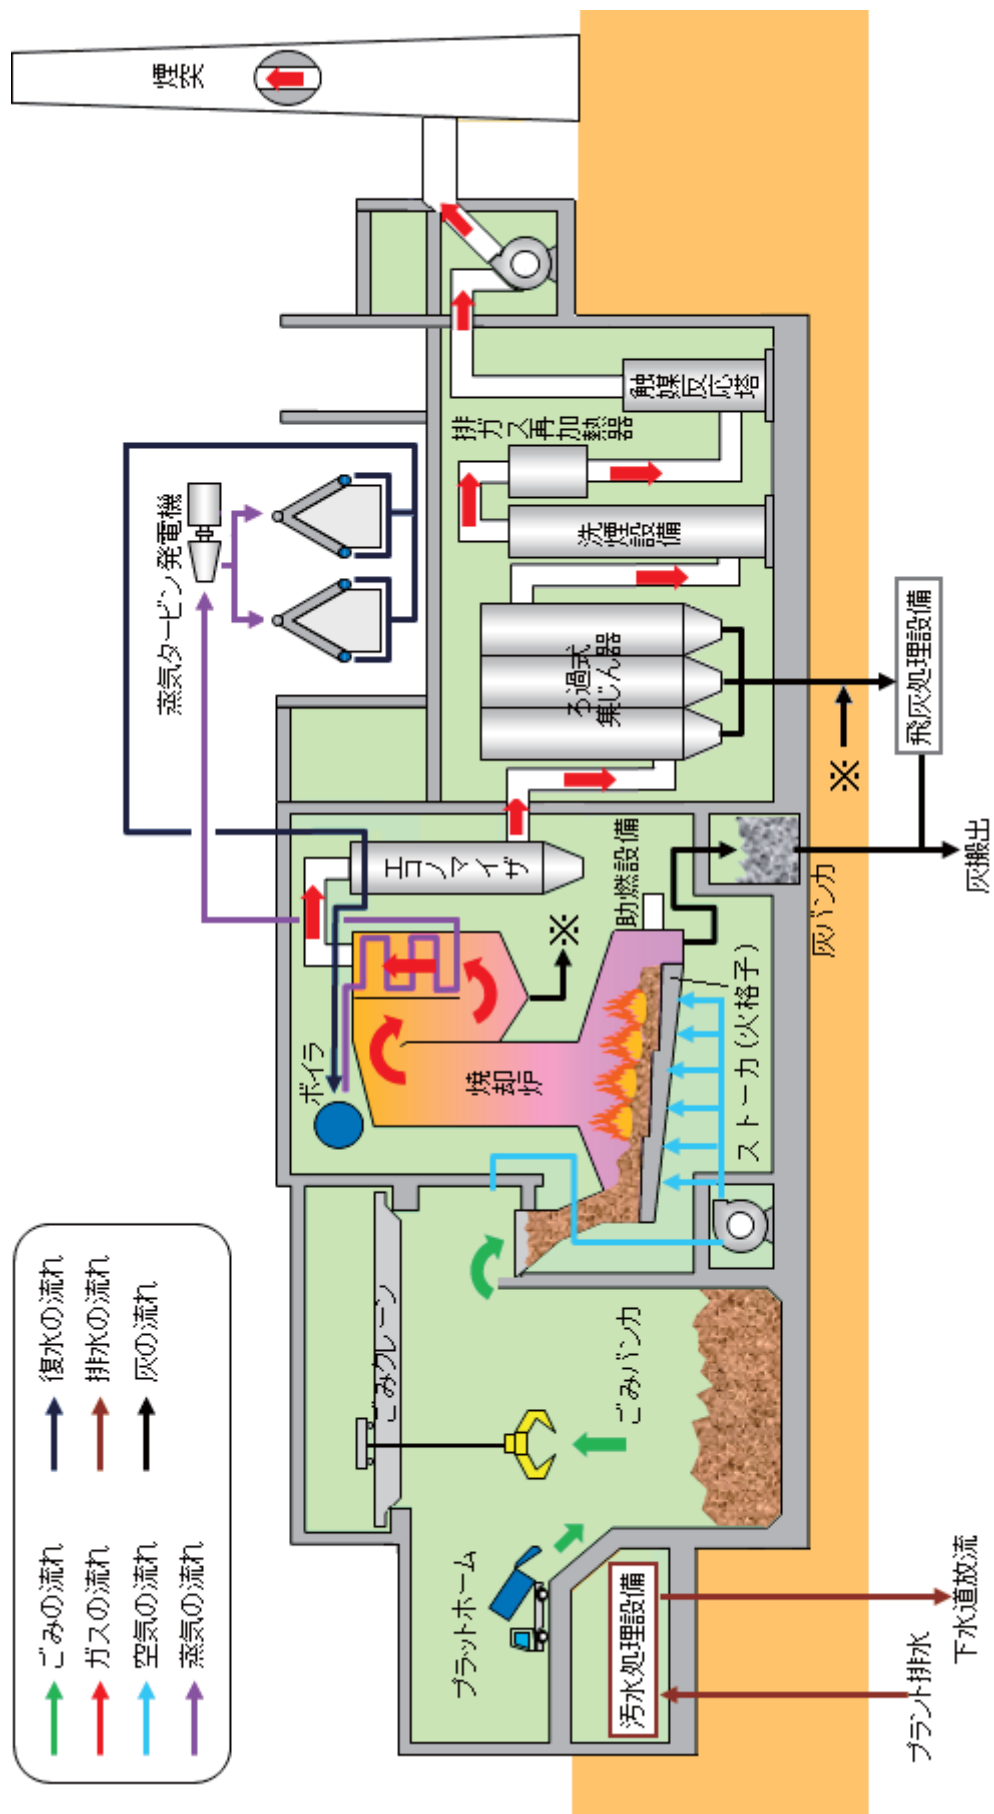 ごみの流れ
復水の流れ
ガスの流れ
排水の流れ
空気の流れ
灰の流れ
蒸気の流れ
蒸気タービン発電機
煙突
ごみクレーン
ボイラ
エコノマイザ
排ガス再加熱器
プラットホーム
ごみバンカ
焼却炉
助燃設備
ろ過式
集じん器
洗煙設備
触媒反応塔
※
汚水処理設備
ストーカ(火格子)
灰バンカ
※
飛灰処理設備
プラント排水
下水道放流
灰搬出